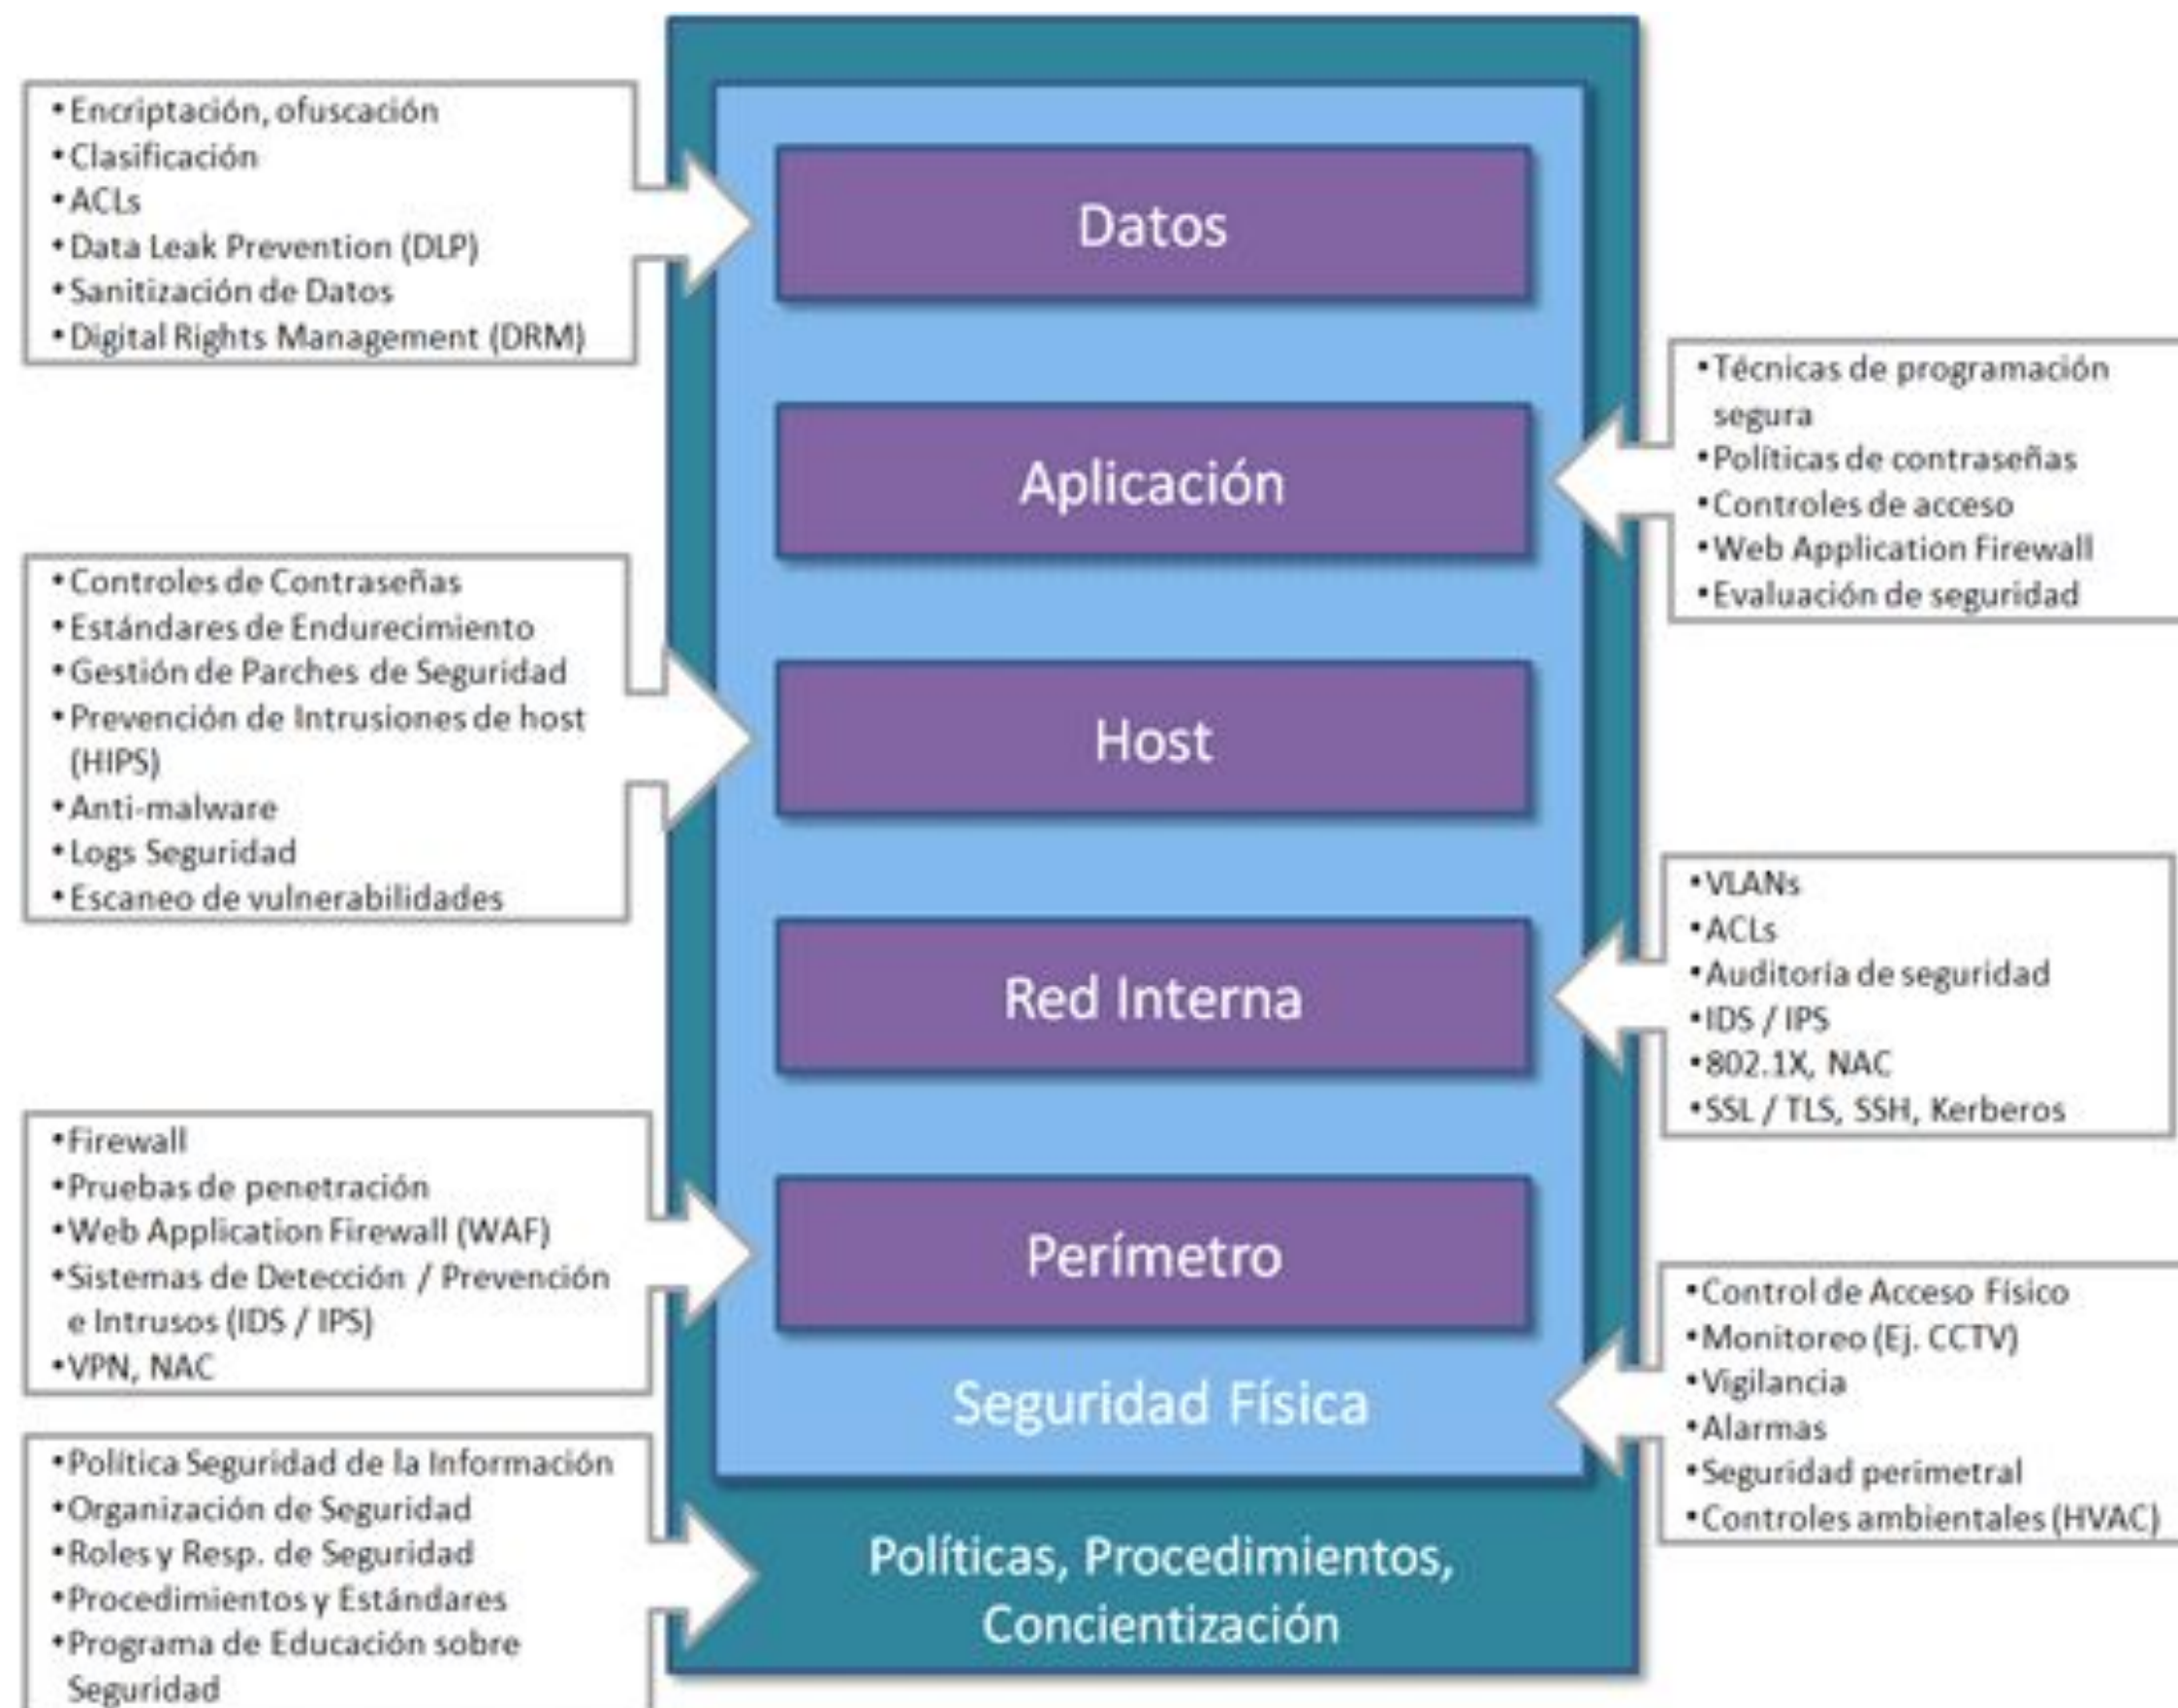 •Encriptación, ofuscación
•Clasificación
•ACLs
•Data Leak Prevention (DLP)
•Sanitización de Datos
•Digital Rights Management (DRM)
Datos
•Técnicas de programación
segura
•Políticas de contraseñas
•Controles de acceso
•Web Application Firewall
•Evaluación de seguridad
Aplicación
•Controles de Contraseñas
•Estándares de Endurecimiento
•Gestión de Parches de Seguridad
•Prevención de Intrusiones de host
(HIPS)
•Anti-malware
•Logs Seguridad
•Escaneo de vulnerabilidades
Host
•VLANs
•ACLs
•Auditoría de seguridad
•IDS / IPS
•802.1X, NAC
•SSL / TLS, SSH, Kerberos
Red Interna
•Firewall
•Pruebas de penetración
•Web Application Firewall (WAF)
•Sistemas de Detección / Prevención
e Intrusos (IDS / IPS)
•VPN, NAC
Perímetro
•Control de Acceso Físico
•Monitoreo (Ej. CCTV)
•Vigilancia
•Alarmas
•Seguridad perimetral
•Controles ambientales (HVAC)
Seguridad Física
•Política Seguridad de la Información
•Organización de Seguridad
•Roles y Resp. de Seguridad
•Procedimientos y Estándares
•Programa de Educación sobre
Seguridad
Políticas, Procedimientos,
Concientización